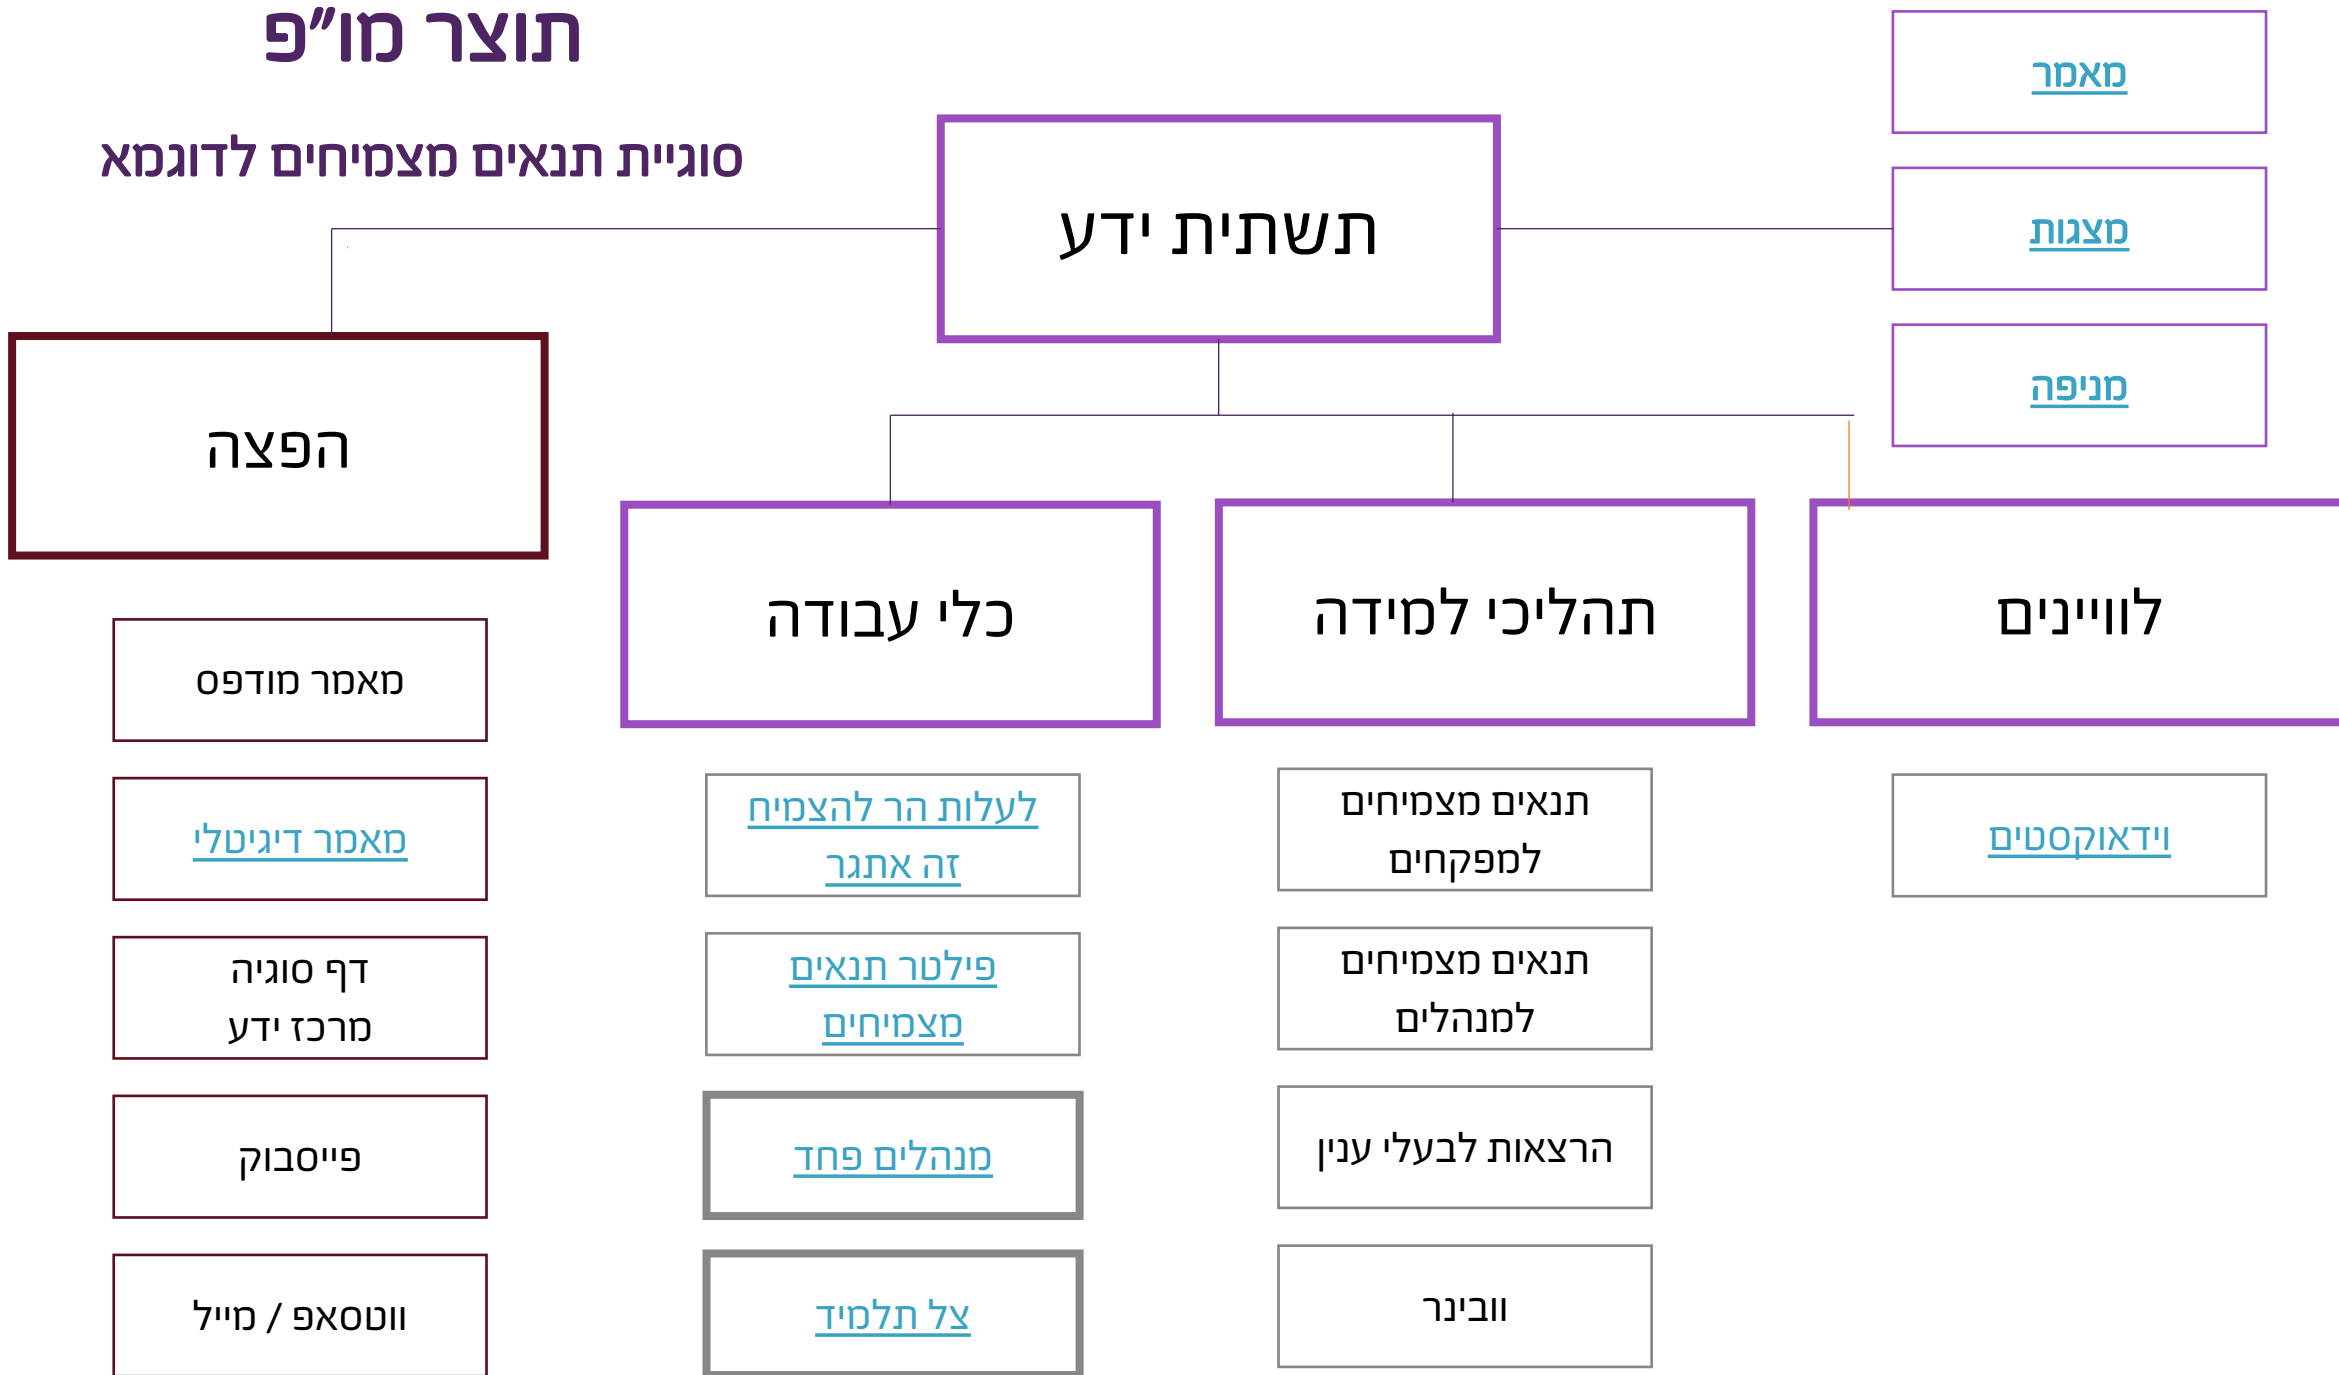 תוצר מו"פ
סוגיית תנאים מצמיחים לדוגמא
תשתית ידע
מאמר
מצגות
מניפה
לוויינים
וידאוקסטים
תהליכי למידה
תנאים מצמיחים
למפקחים
תנאים מצמיחים
למנהלים
הרצאות לבעלי ענין
וובינר
כלי עבודה
לעלות הר להצמיח
זה אתגר
פילטר תנאים
מצמיחים
מנהלים פחד
צל תלמיד
הפצה
מאמר מודפס
מאמר דיגיטלי
דף סוגיה
מרכז ידע
פייסבוק
ווטסאפ / מייל